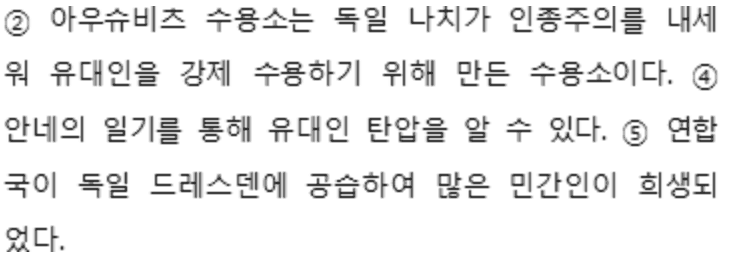 ② 아우슈비츠 수용소는 독일 나치가 인종주의를 내세
워 유대인을 강제 수용하기 위해 만든 수용소이다. ④
안네의 일기를 통해 유대인 탄압을 알 수 있다. ⑤ 연합
국이 독일 드레스덴에 공습하여 많은 민간인이 희생되
었다.